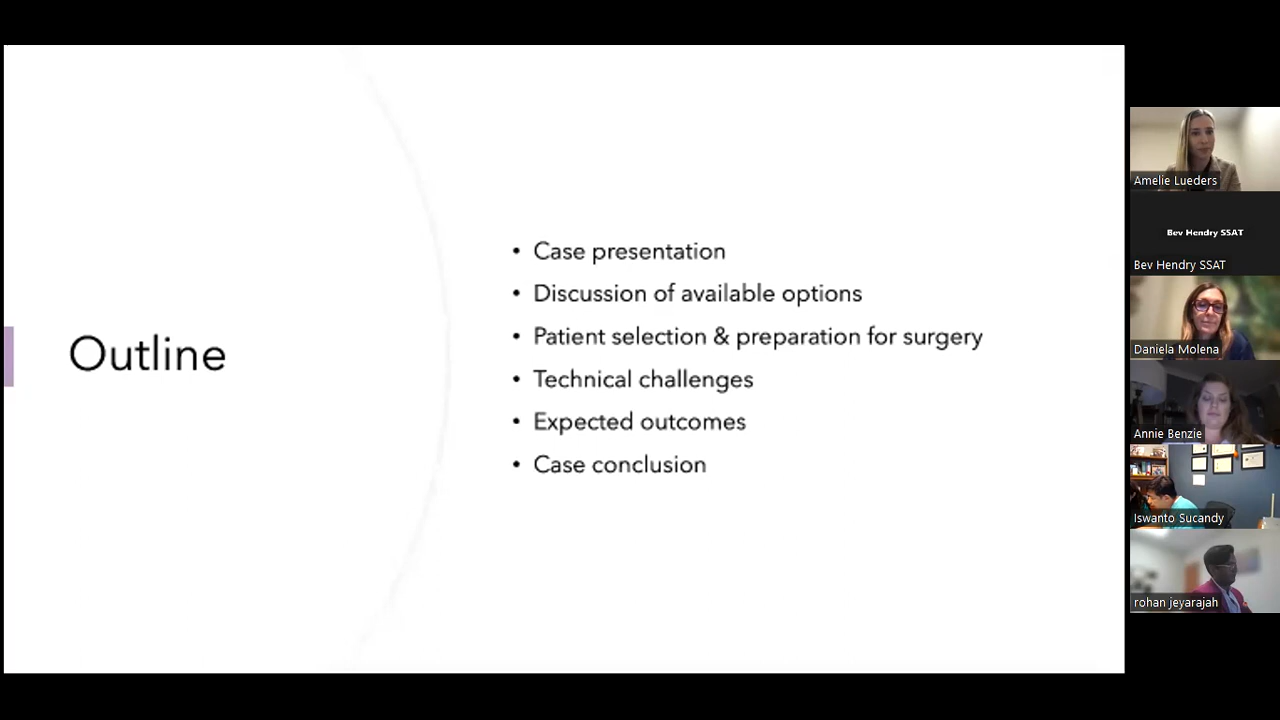 Outline
• Case presentation
• Discussion of available options
• Patient selection & preparation for surgery
• Technical challenges
• Expected outcomes
• Case conclusion
Amelie Lueders
Bev Hendry SSAT
Bev Hendry SSAT
Daniela Molena
Annie Benzie
Iswanto Sucandy
rohan jeyarajah